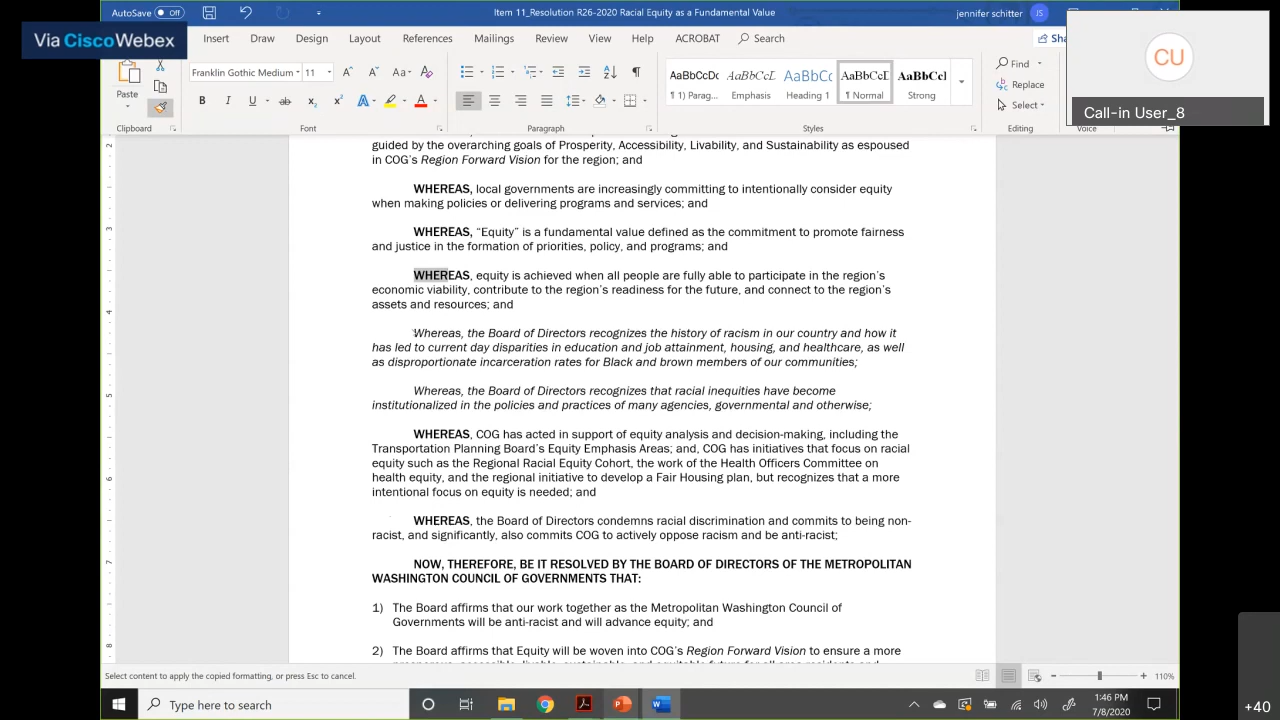 AutoSave Off
Item 11_Resolution R26-2020 Racial Equity as a Fundamental Value
jennifer schitter JS
Via Cisco Webex
Insert Draw Design Layout References Mailings Review View Help ACROBAT Search
CU
Call-in User_8
Paste
Clipboard
Franklin Gothic Medium 11
Font
Paragraph
AaBbCcDc AaBbCcL AaBbCc AaBbCcD AaBbCcl
¶ 1) Parag... Emphasis Heading 1 ¶ Normal Strong
Styles
Find
Replace
Select
Editing
Voice
guided by the overarching goals of Prosperity, Accessibility, Livability, and Sustainability as espoused
in COG's Region Forward Vision for the region; and
WHEREAS, local governments are increasingly committing to intentionally consider equity
when making policies or delivering programs and services; and
WHEREAS, “Equity” is a fundamental value defined as the commitment to promote fairness
and justice in the formation of priorities, policy, and programs; and
WHEREAS, equity is achieved when all people are fully able to participate in the region's
economic viability, contribute to the region's readiness for the future, and connect to the region's
assets and resources; and
Whereas, the Board of Directors recognizes the history of racism in our country and how it
has led to current day disparities in education and job attainment, housing, and healthcare, as well
as disproportionate incarceration rates for Black and brown members of our communities;
Whereas, the Board of Directors recognizes that racial inequities have become
institutionalized in the policies and practices of many agencies, governmental and otherwise;
WHEREAS, COG has acted in support of equity analysis and decision-making, including the
Transportation Planning Board's Equity Emphasis Areas; and, COG has initiatives that focus on racial
equity such as the Regional Racial Equity Cohort, the work of the Health Officers Committee on
health equity, and the regional initiative to develop a Fair Housing plan, but recognizes that a more
intentional focus on equity is needed; and
WHEREAS, the Board of Directors condemns racial discrimination and commits to being non-
racist, and significantly, also commits COG to actively oppose racism and be anti-racist;
NOW, THEREFORE, BE IT RESOLVED BY THE BOARD OF DIRECTORS OF THE METROPOLITAN
WASHINGTON COUNCIL OF GOVERNMENTS THAT:
1) The Board affirms that our work together as the Metropolitan Washington Council of
Governments will be anti-racist and will advance equity; and
2) The Board affirms that Equity will be woven into COG's Region Forward Vision to ensure a more
Select content to apply the copied formatting, or press Esc to cancel.
110%
Type here to search
1:46 PM
7/8/2020
+40